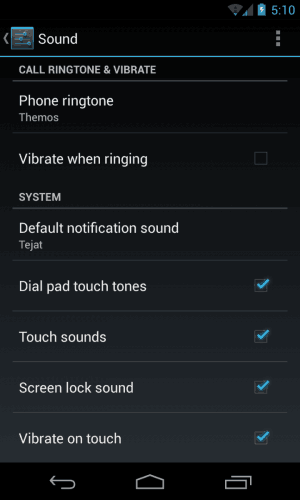 5:10
Sound
CALL RINGTONE & VIBRATE
Phone ringtone
Themos
Vibrate when ringing
SYSTEM
Default notification sound
Tejat
Dial pad touch tones
Touch sounds
Screen lock sound
Vibrate on touch